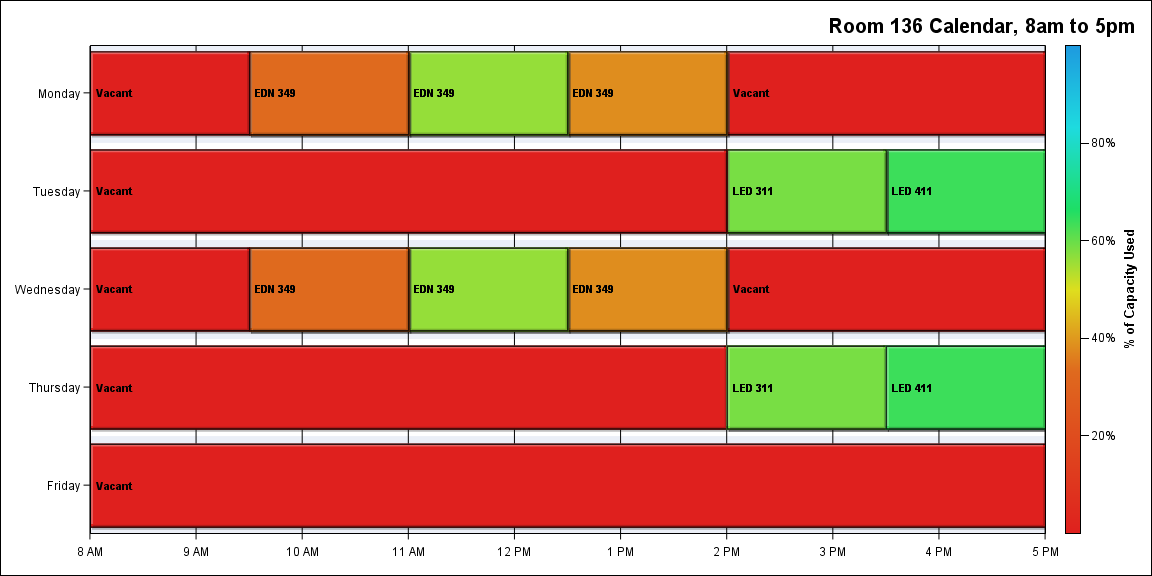 Room 136 Calendar, 8am to 5pm
Monday
Vacant
EDN 349
EDN 349
EDN 349
Vacant
Tuesday
Vacant
LED 311
LED 411
Wednesday
Vacant
EDN 349
EDN 349
EDN 349
Vacant
Thursday
Vacant
LED 311
LED 411
Friday
Vacant
8 AM
9 AM
10 AM
11 AM
12 PM
1 PM
2 PM
3 PM
4 PM
5 PM
80%
60%
40%
20%
% of Capacity Used